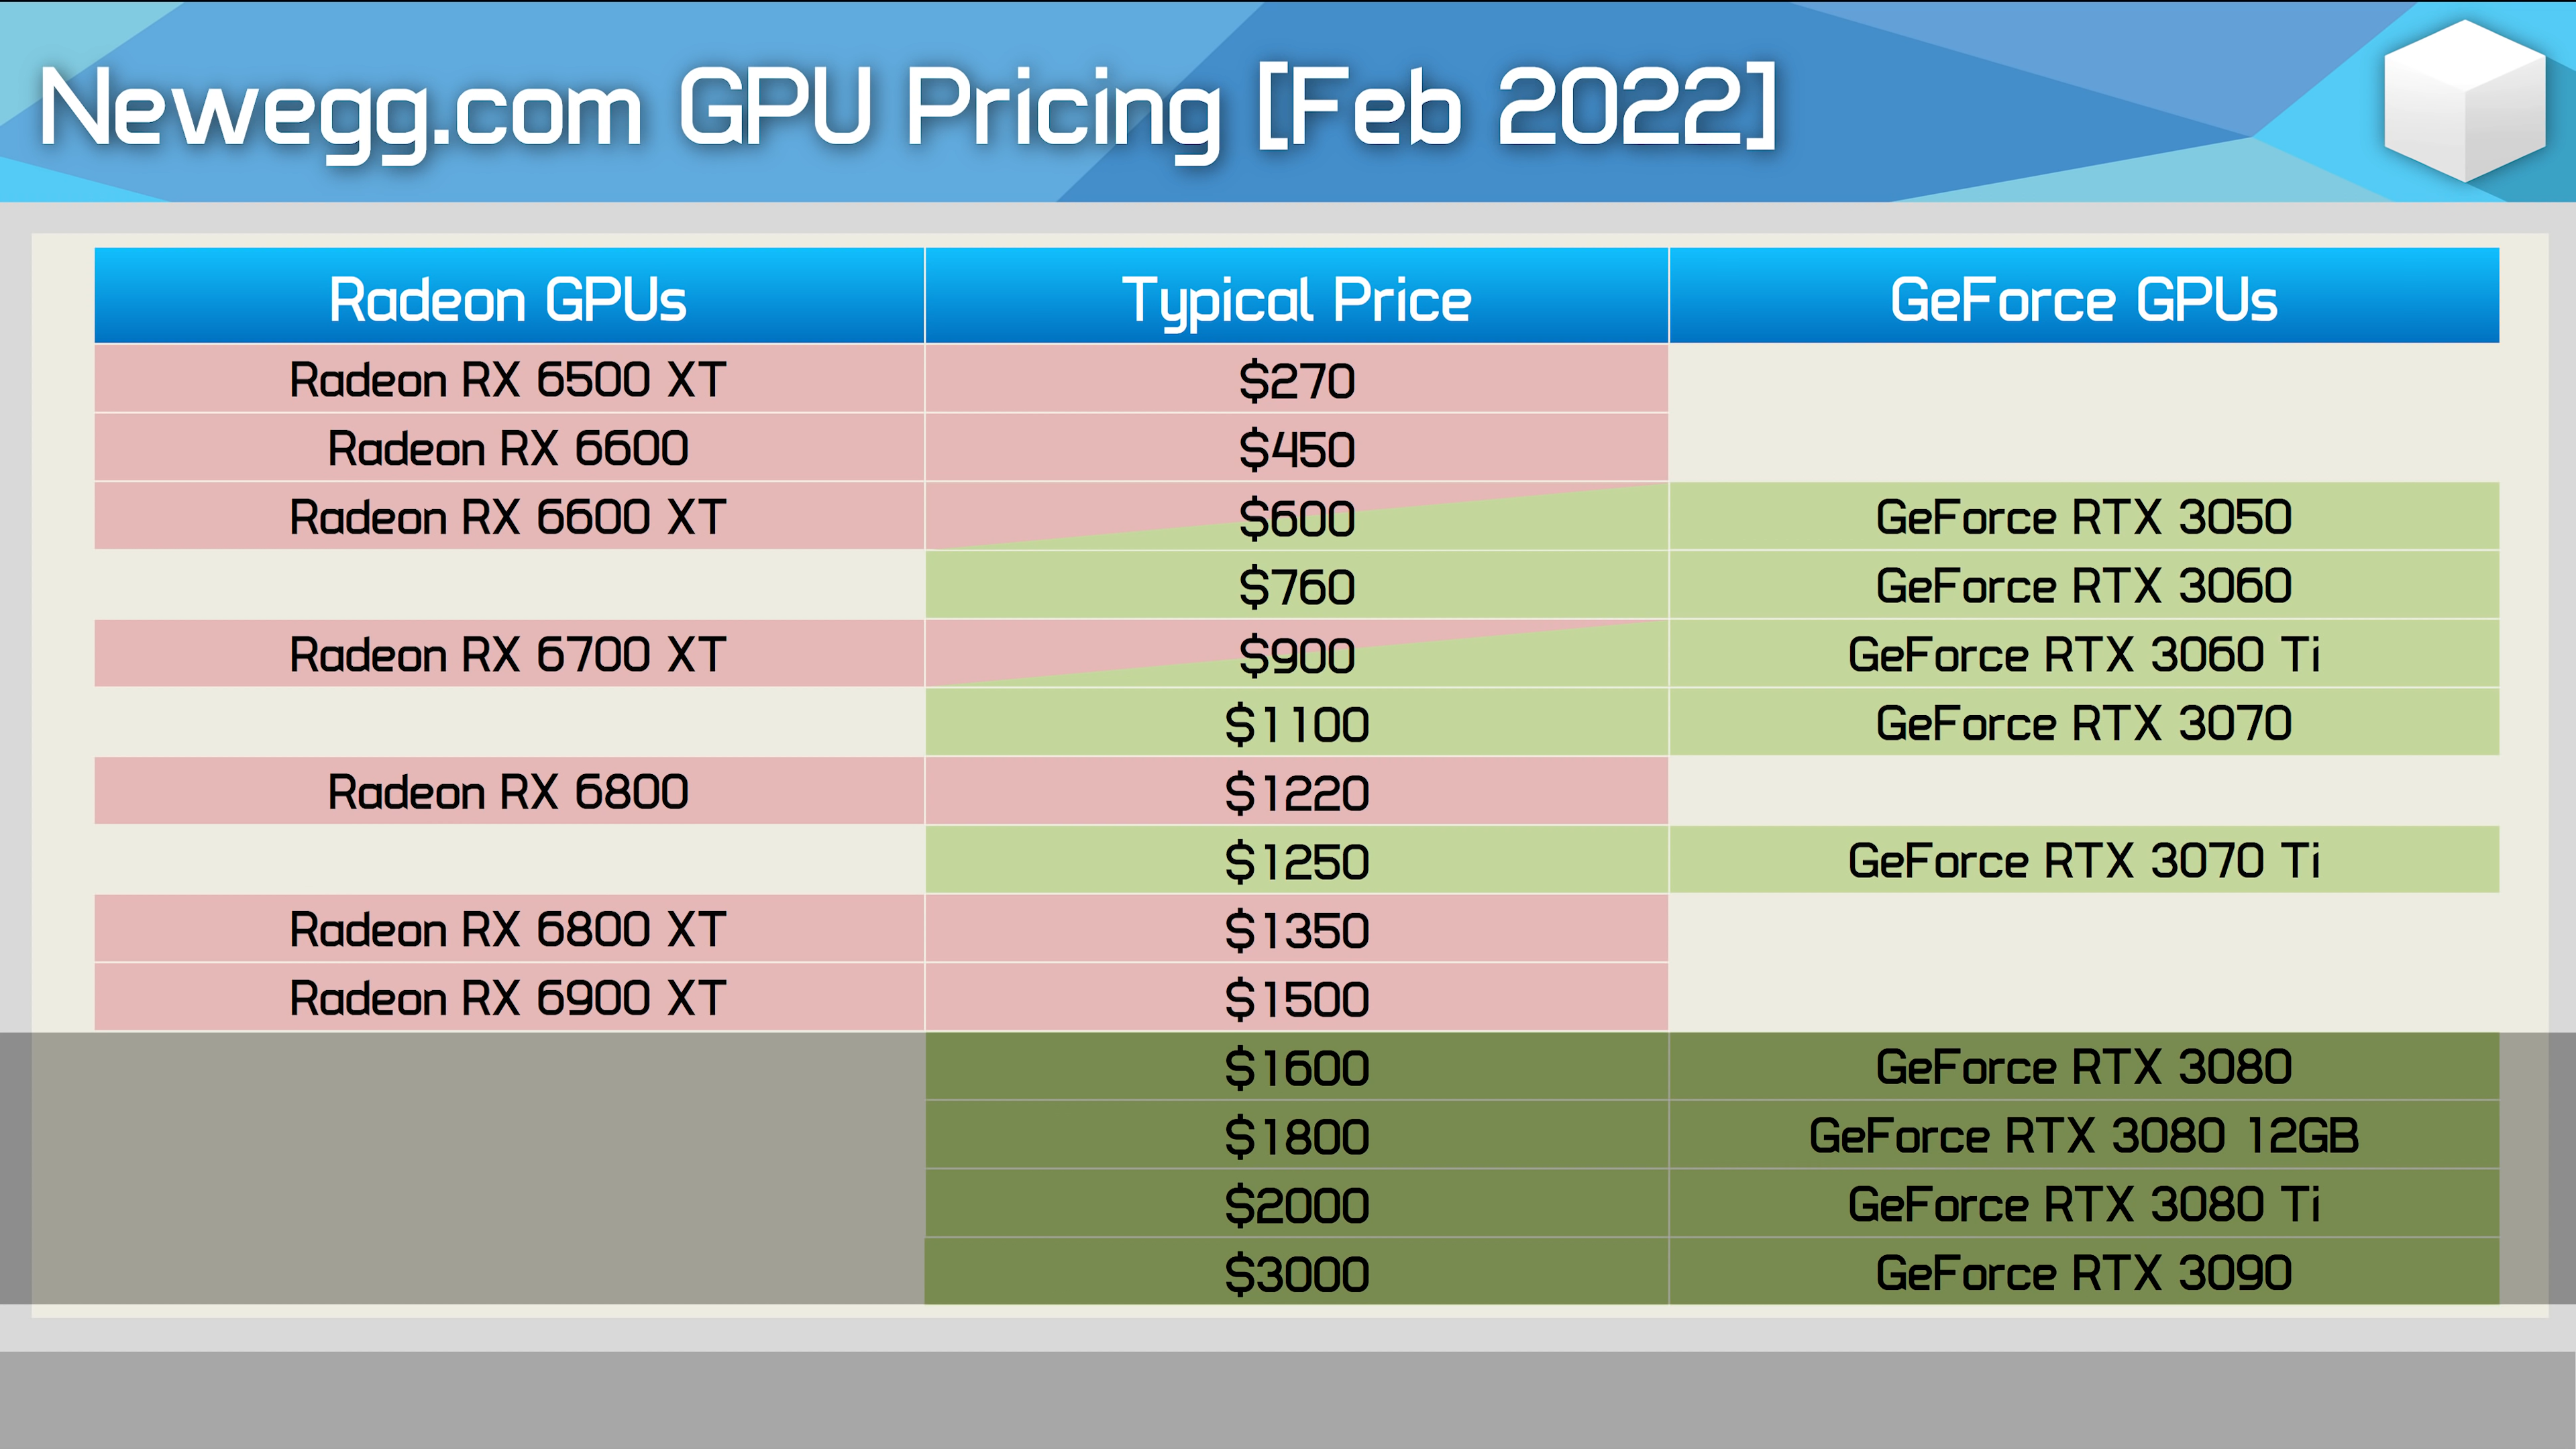 Newegg.com GPU Pricing [Feb 2022]
Radeon GPUs Typical Price GeForce GPUs
Radeon RX 6500 XT $270
Radeon RX 6600 $450
Radeon RX 6600 XT $600 GeForce RTX 3050
$760 GeForce RTX 3060
Radeon RX 6700 XT $900 GeForce RTX 3060 Ti
$1100 GeForce RTX 3070
Radeon RX 6800 $1220
$1250 GeForce RTX 3070 Ti
Radeon RX 6800 XT $1350
Radeon RX 6900 XT $1500
$1600 GeForce RTX 3080
$1800 GeForce RTX 3080 12GB
$2000 GeForce RTX 3080 Ti
$3000 GeForce RTX 3090